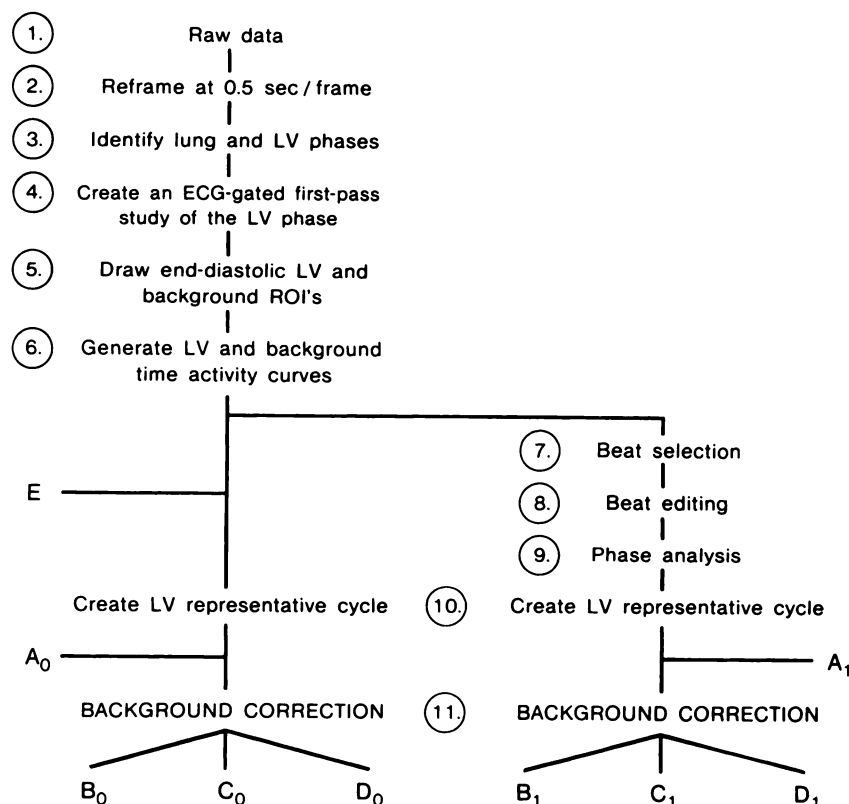 1. Raw data
2. Reframe at 0.5 sec / frame
3. Identify lung and LV phases
4. Create an ECG-gated first-pass
study of the LV phase
5. Draw end-diastolic LV and
background ROI's
6. Generate LV and background
time activity curves
7. Beat selection
E
8. Beat editing
9. Phase analysis
Create LV representative cycle 10. Create LV representative cycle
A0 A1
BACKGROUND CORRECTION 11. BACKGROUND CORRECTION
B0 C0 D0 B1 C1 D1